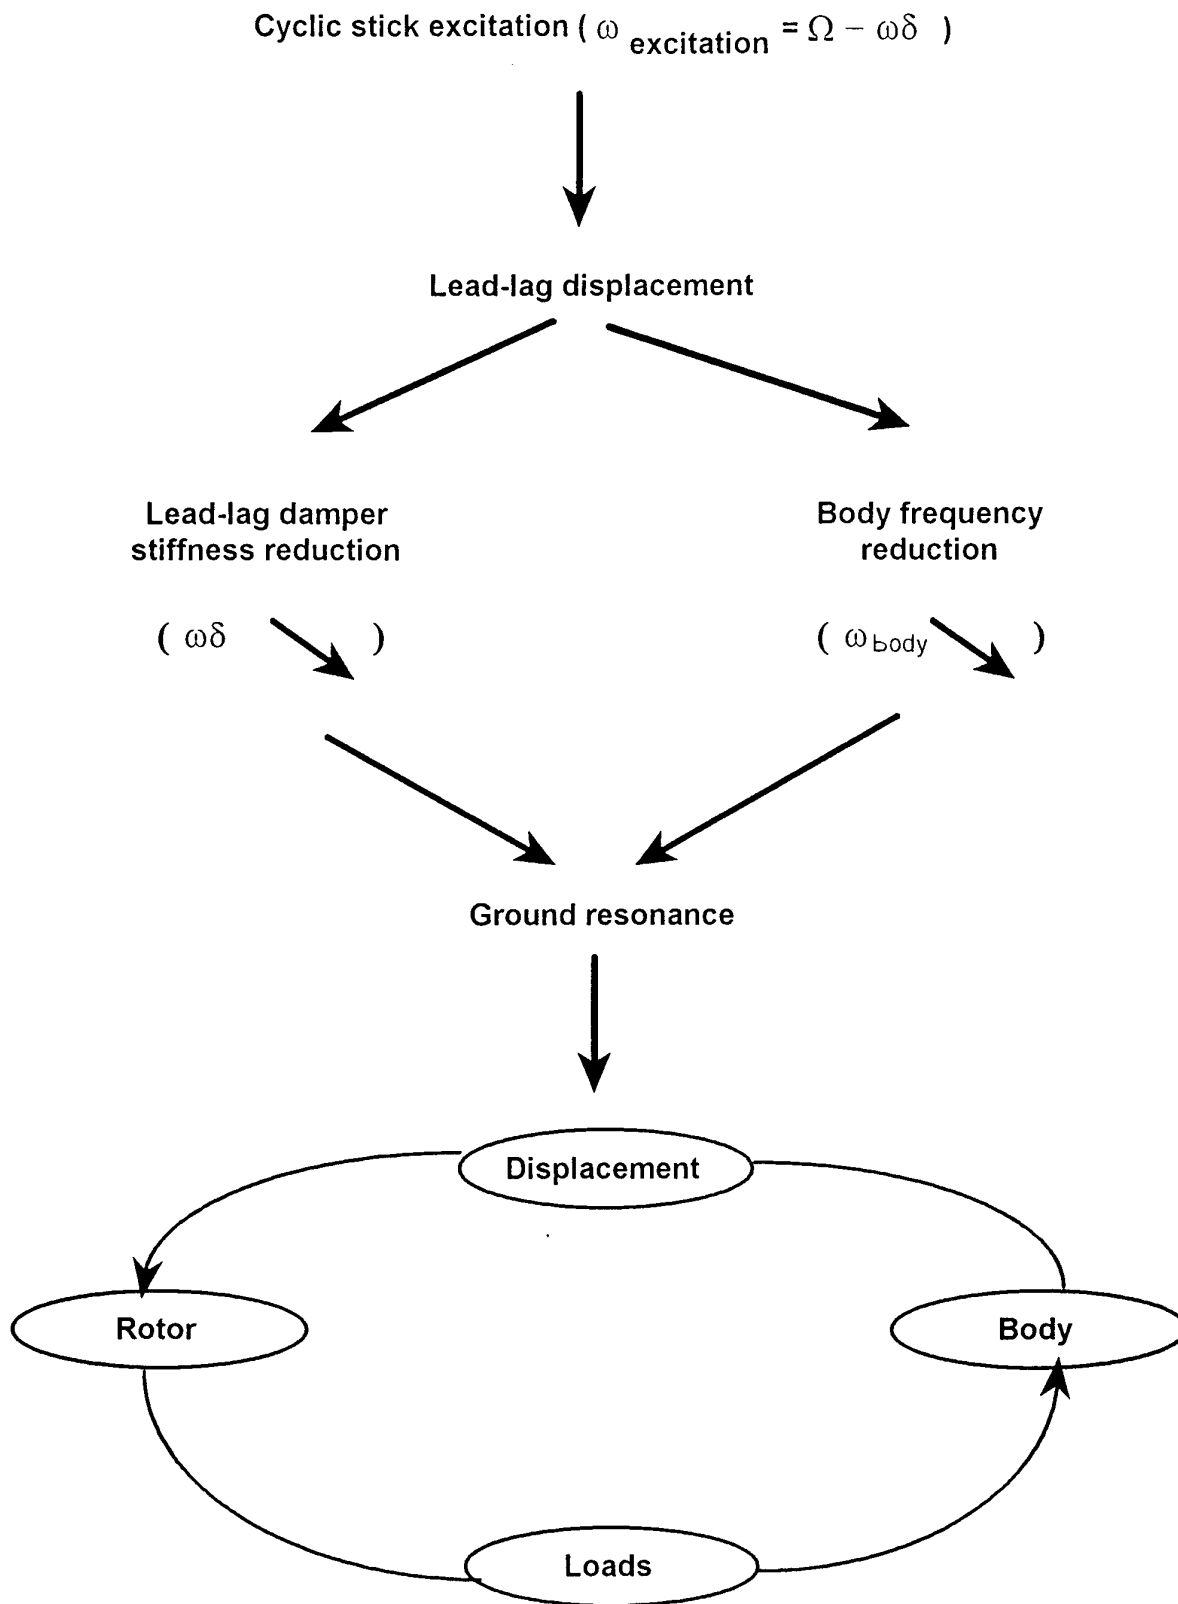 Cyclic stick excitation ( ω excitation = Ω − ωδ )
Lead-lag displacement
Lead-lag damper
stiffness reduction
Body frequency
reduction
( ωδ )
( ω body )
Ground resonance
Displacement
Rotor
Body
Loads